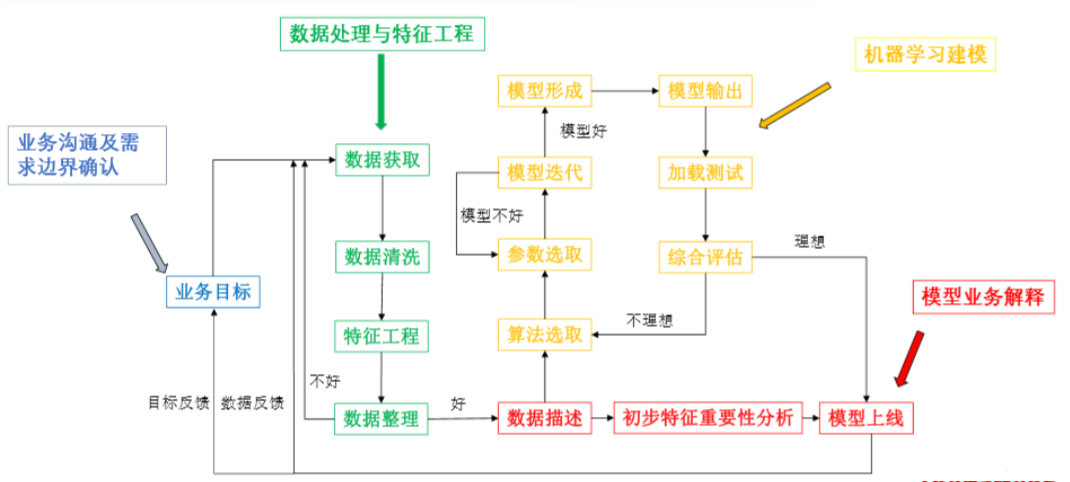 数据处理与特征工程
机器学习建模
业务沟通及需
求边界确认
模型形成
模型输出
模型好
数据获取
模型迭代
加载测试
模型不好
数据清洗
参数选取
综合评估
理想
业务目标
模型业务解释
特征工程
算法选取
不理想
不好
目标反馈
数据反馈
数据整理
好
数据描述
初步特征重要性分析
模型上线